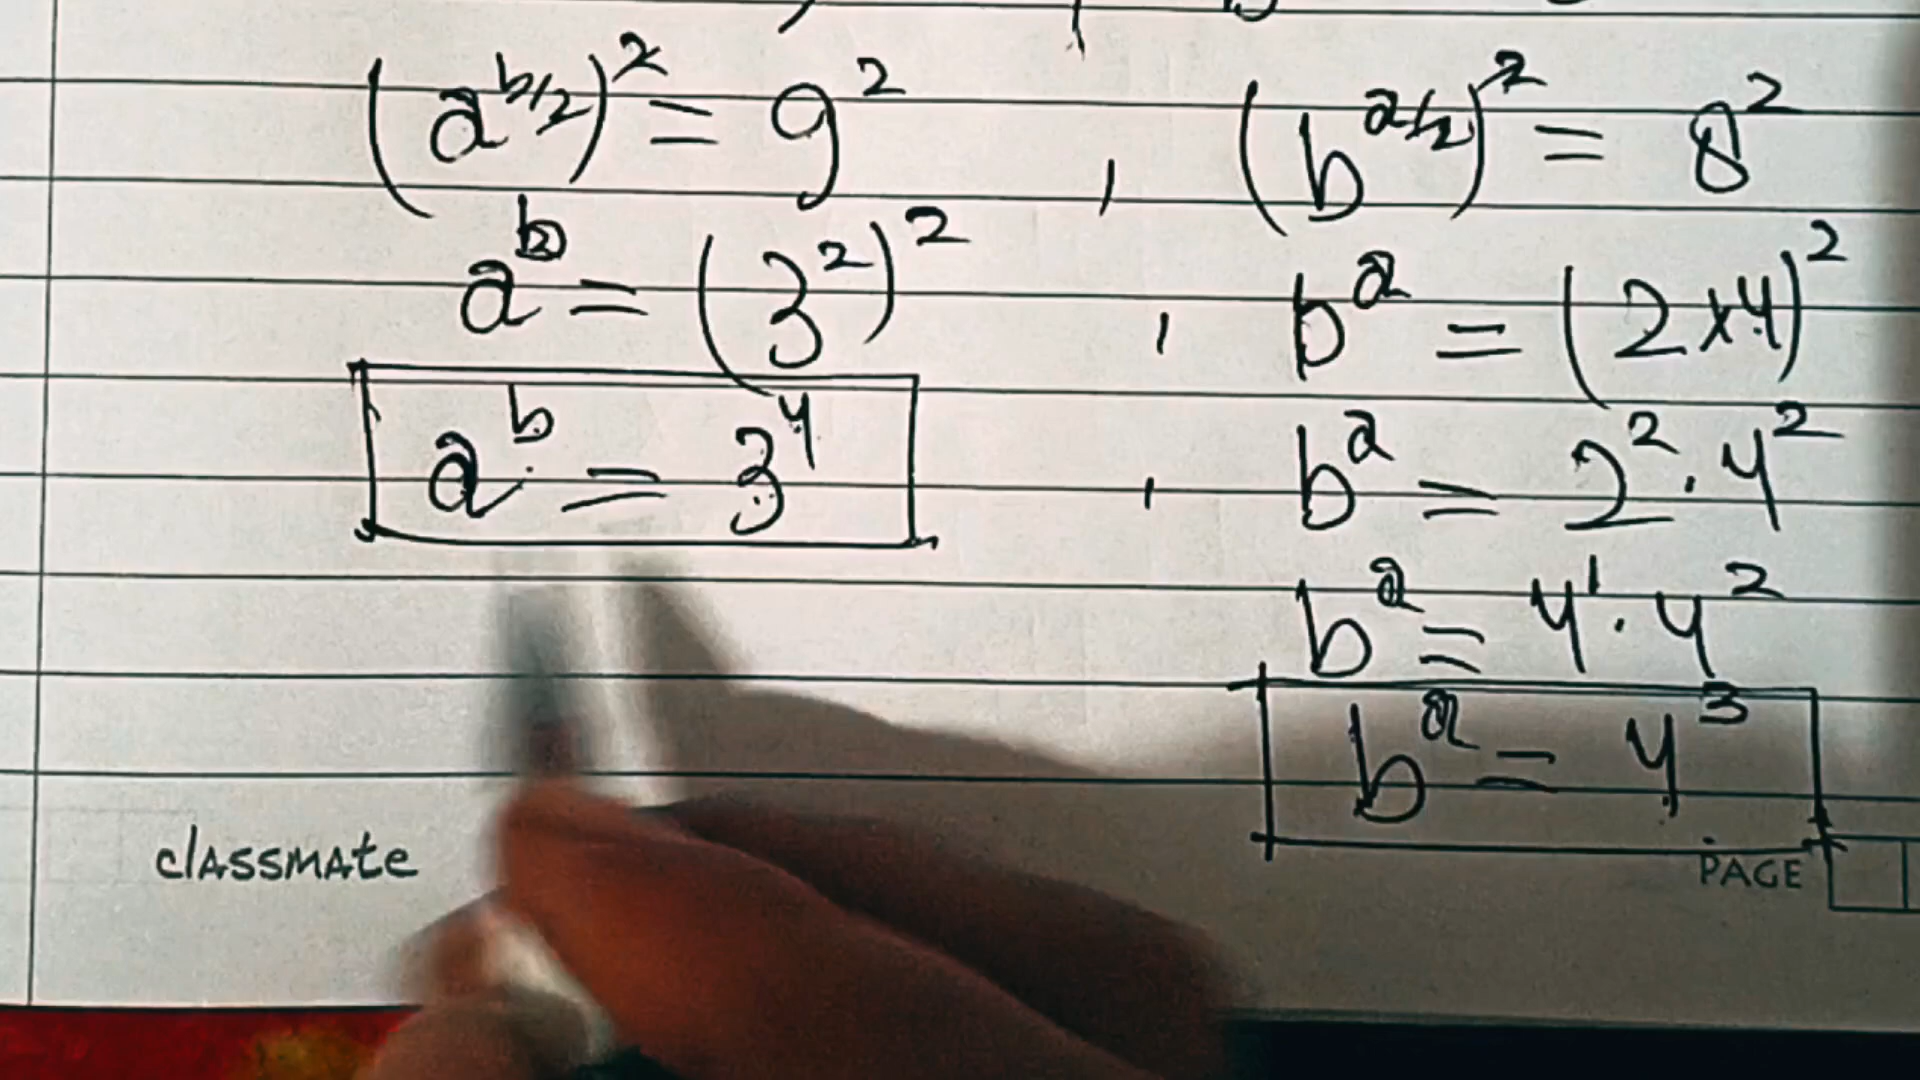 (a^{b/2})^2 = 9^2 , (b^{a/2})^2 = 8^2
a^b = (3^2)^2 , b^a = (2×4)^2
a^b = 3^4 , b^a = 2^2 · 4^2
b^a = 4^1 · 4^2
b^a = 4^3
classmate
PAGE